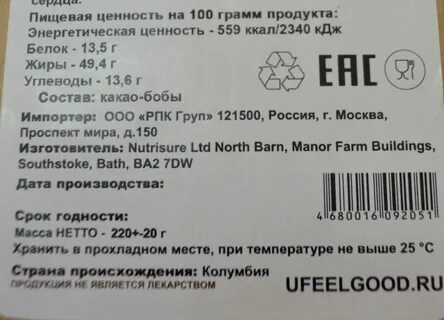 сердца.
Пищевая ценность на 100 грамм продукта:
Энергетическая ценность - 559 ккал/2340 кДж
Белок - 13,5 г
Жиры - 49,4 г
Углеводы - 13,6 г
Состав: какао-бобы
EAC
Импортер: ООО «РПК Груп» 121500, Россия, г. Москва,
Проспект мира, д.150
Изготовитель: Nutrisure Ltd North Barn, Manor Farm Buildings,
Southstoke, Bath, BA2 7DW
Дата производства:
4680016092051
Срок годности:
Масса НЕТТО - 220+-20 г
Хранить в прохладном месте, при температуре не выше 25 °C
Страна происхождения: Колумбия
ПРОДУКЦИЯ НЕ ЯВЛЯЕТСЯ ЛЕКАРСТВОМ
UFEELGOOD.RU